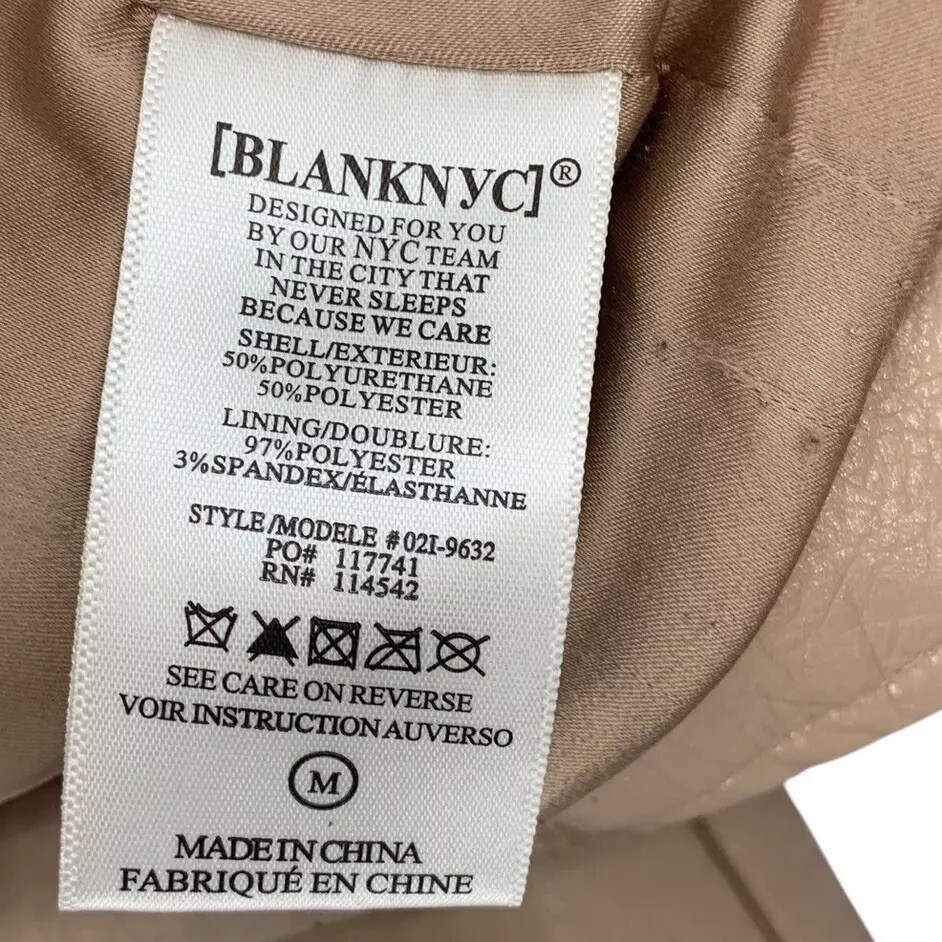 [BLANKNYC]®
DESIGNED FOR YOU
BY OUR NYC TEAM
IN THE CITY THAT
NEVER SLEEPS
BECAUSE WE CARE
SHELL/EXTERIEUR:
50%POLYURETHANE
50%POLYESTER
LINING/DOUBLURE:
97%POLYESTER
3%SPANDEX/ÉLASTHANNE
STYLE/MODELE #02I-9632
PO# 117741
RN# 114542
SEE CARE ON REVERSE
VOIR INSTRUCTION AUVERSO
M
MADE IN CHINA
FABRIQUÉ EN CHINE